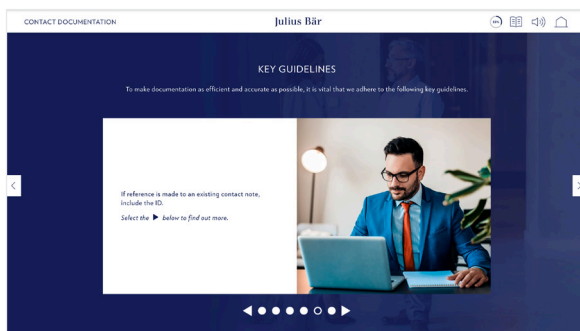 CONTACT DOCUMENTATION
Julius Bär
KEY GUIDELINES
To make documentation as efficient and accurate as possible, it is vital that we adhere to the following key guidelines.
If reference is made to an existing contact note,
include the ID.
Select the ▶ below to find out more.